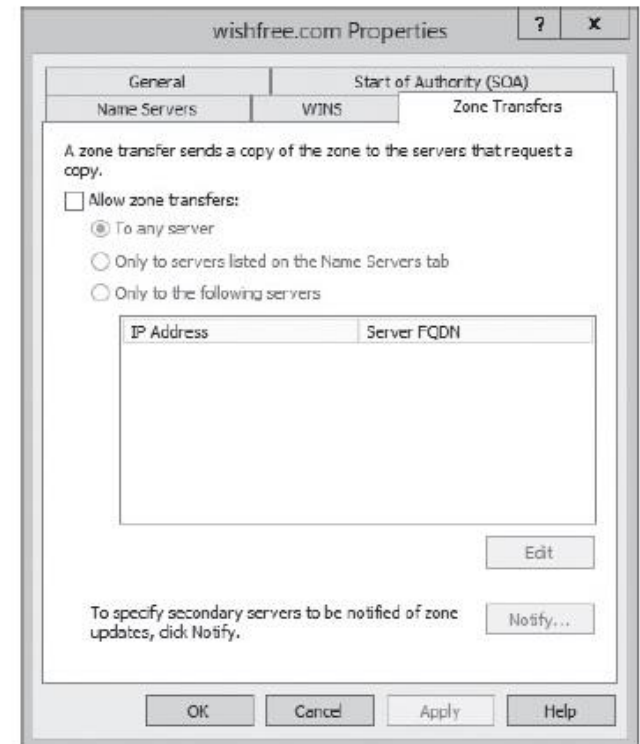 wishfree.com Properties
? x
General Start of Authority (SOA)
Name Servers WINS Zone Transfers
A zone transfer sends a copy of the zone to the servers that request a
copy.
Allow zone transfers:
To any server
Only to servers listed on the Name Servers tab
Only to the following servers
IP Address Server FQDN
Edit
To specify secondary servers to be notified of zone
updates, click Notify.
Notify...
OK Cancel Apply Help